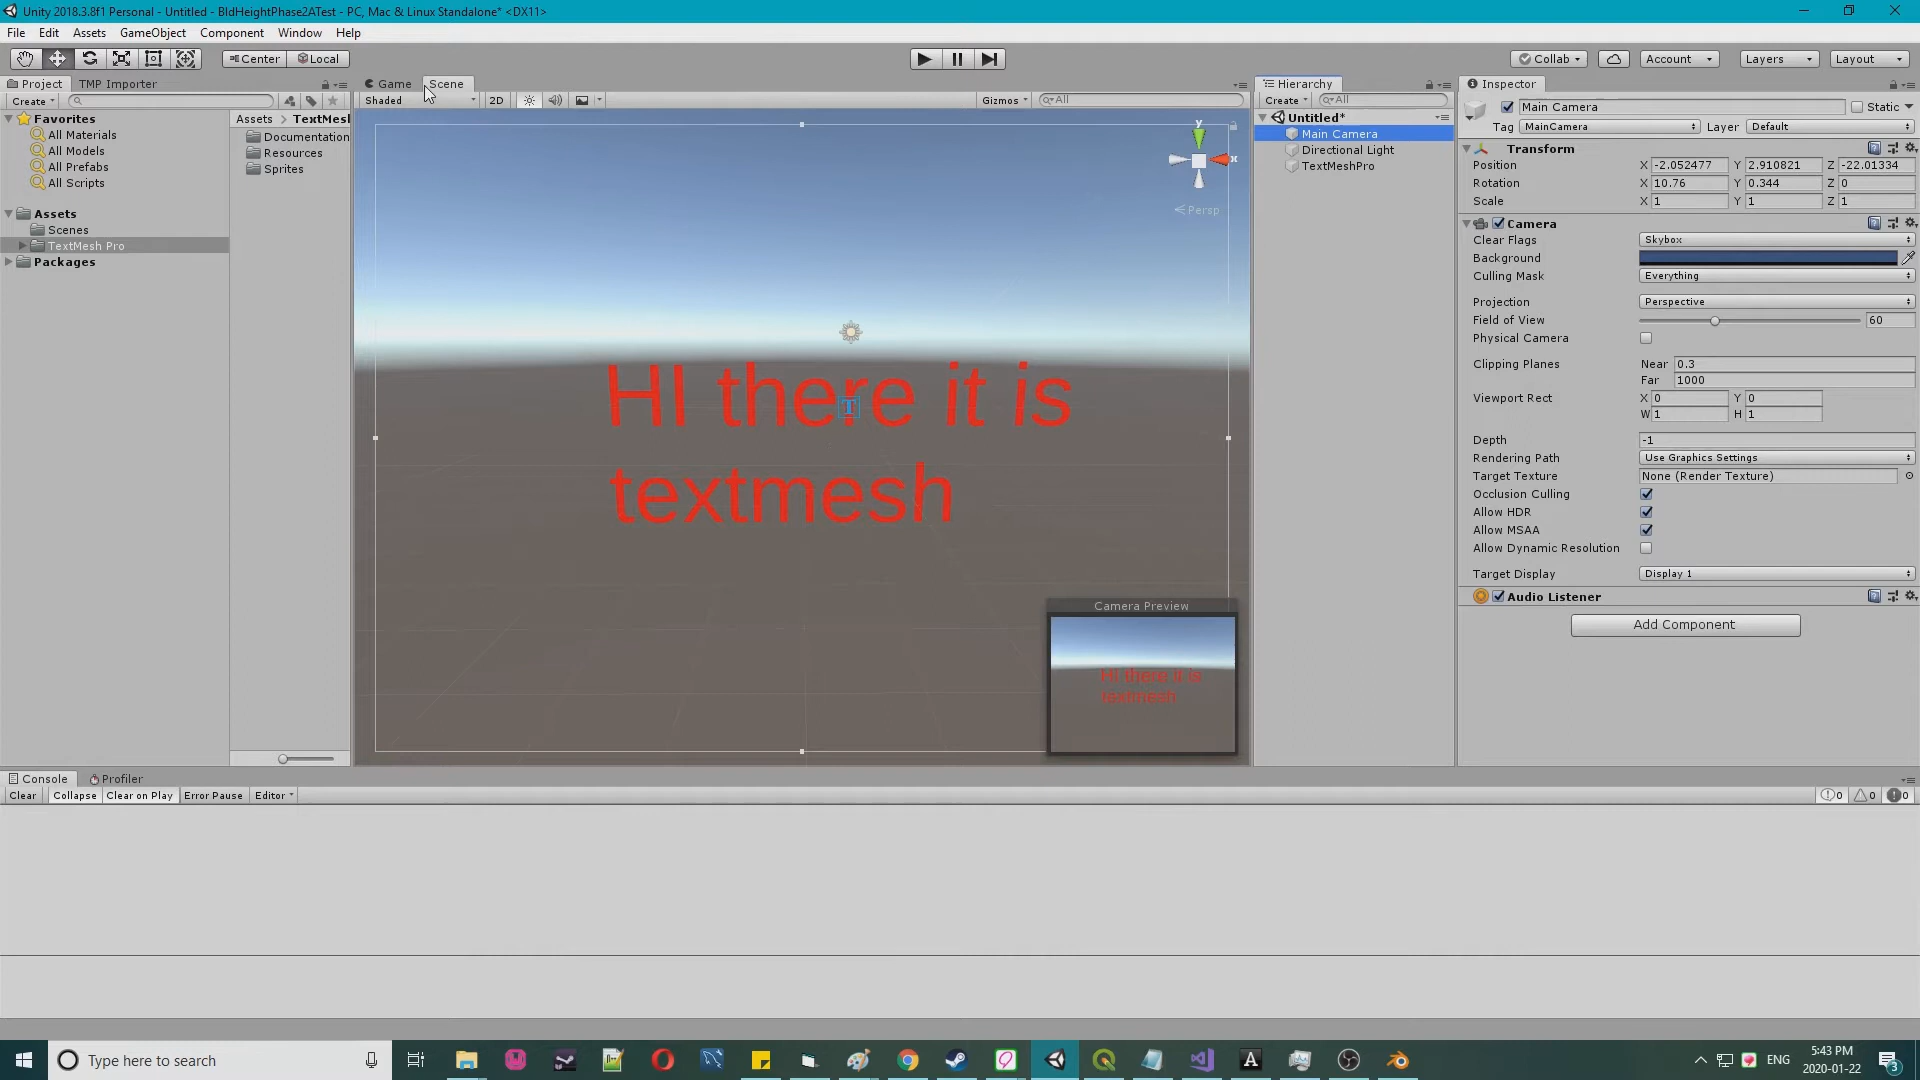 Unity 2018.3.8f1 Personal - Untitled - BldHeightPhase2ATest - PC, Mac & Linux Standalone* <DX11>
File Edit Assets GameObject Component Window Help
Center Local Collab Account Layers Layout
Project TMP Importer Game Scene Hierarchy Inspector
Create Shaded 2D Gizmos All Create All
Main Camera Static
Tag MainCamera Layer Default
Favorites
All Materials
All Models
All Prefabs
All Scripts
Assets
Scenes
TextMesh Pro
Packages
Assets > TextMesl
Documentation
Resources
Sprites
y
x
Persp
HI there it is
textmesh
T
Camera Preview
HI there it is
textmesh
Untitled*
Main Camera
Directional Light
TextMeshPro
Transform
Position X -2.052477 Y 2.910821 Z -22.01334
Rotation X 10.76 Y 0.344 Z 0
Scale X 1 Y 1 Z 1
Camera
Clear Flags Skybox
Background
Culling Mask Everything
Projection Perspective
Field of View 60
Physical Camera
Clipping Planes Near 0.3
Far 1000
Viewport Rect X 0 Y 0
W 1 H 1
Depth -1
Rendering Path Use Graphics Settings
Target Texture None (Render Texture)
Occlusion Culling
Allow HDR
Allow MSAA
Allow Dynamic Resolution
Target Display Display 1
Audio Listener
Add Component
Console Profiler
Clear Collapse Clear on Play Error Pause Editor 0 0 0
Type here to search
A
ENG
5:43 PM
2020-01-22
3